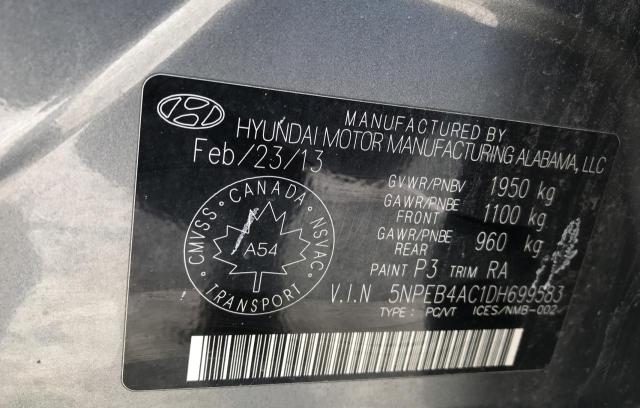 MANUFACTURED BY
HYUNDAI MOTOR MANUFACTURING ALABAMA, LLC
Feb/23/13
GVWR/PNBV 1950 kg
GAWR/PNBE FRONT 1100 kg
GAWR/PNBE REAR 960 kg
PAINT P3 TRIM RA
V.I.N 5NPEB4AC1DH699583
TYPE : PC/VT ICES/NMB-002
CANADA
CMVSS NSVAC
A54
TRANSPORT